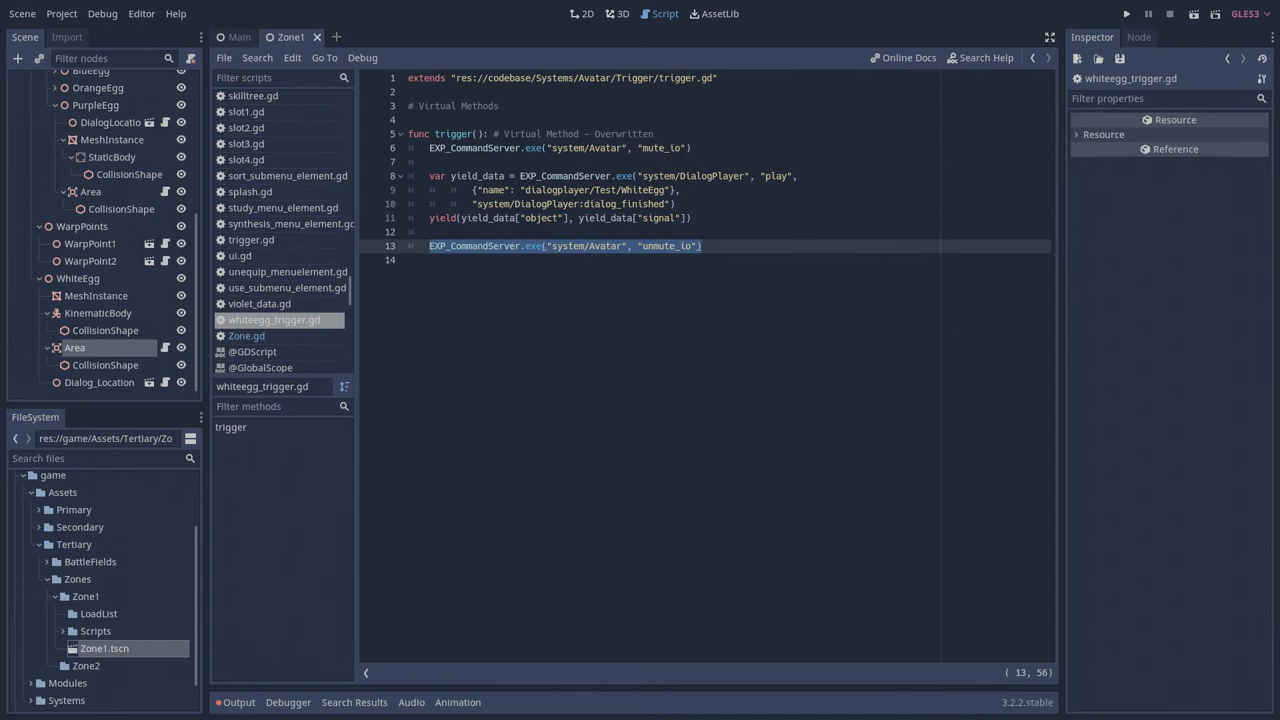 Scene Project Debug Editor Help
2D 3D Script AssetLib
GLES3
Scene Import
Filter nodes
BlueEgg
OrangeEgg
PurpleEgg
DialogLocatio
MeshInstance
StaticBody
CollisionShape
Area
CollisionShape
WarpPoints
WarpPoint1
WarpPoint2
WhiteEgg
MeshInstance
KinematicBody
CollisionShape
Area
CollisionShape
Dialog_Location
FileSystem
res://game/Assets/Tertiary/Zo
Search files
game
Assets
Primary
Secondary
Tertiary
BattleFields
Zones
Zone1
LoadList
Scripts
Zone1.tscn
Zone2
Modules
Systems
Main Zone1
File Search Edit Go To Debug
Online Docs Search Help
Filter scripts
skilltree.gd
slot1.gd
slot2.gd
slot3.gd
slot4.gd
sort_submenu_element.gd
splash.gd
study_menu_element.gd
synthesis_menu_element.gc
trigger.gd
ui.gd
unequip_menuelement.gd
use_submenu_element.gd
violet_data.gd
whiteegg_trigger.gd
Zone.gd
@GDScript
@GlobalScope
whiteegg_trigger.gd
Filter methods
trigger
1 extends "res://codebase/Systems/Avatar/Trigger/trigger.gd"
2
3 # Virtual Methods
4
5 func trigger(): # Virtual Method - Overwritten
6 EXP_CommandServer.exe("system/Avatar", "mute_io")
7
8 var yield_data = EXP_CommandServer.exe("system/DialogPlayer", "play",
9 {"name": "dialogplayer/Test/WhiteEgg"},
10 "system/DialogPlayer:dialog_finished")
11 yield(yield_data["object"], yield_data["signal"])
12
13 EXP_CommandServer.exe("system/Avatar", "unmute_io")
14
( 13, 56)
Output Debugger Search Results Audio Animation
3.2.2.stable
Inspector Node
whiteegg_trigger.gd
Filter properties
Resource
Resource
Reference